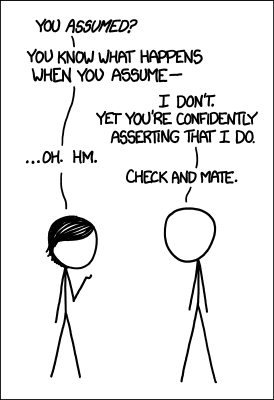 YOU ASSUMED?
YOU KNOW WHAT HAPPENS
WHEN YOU ASSUME—
I DON'T.
YET YOU'RE CONFIDENTLY
ASSERTING THAT I DO.
...OH. HM.
CHECK AND MATE.